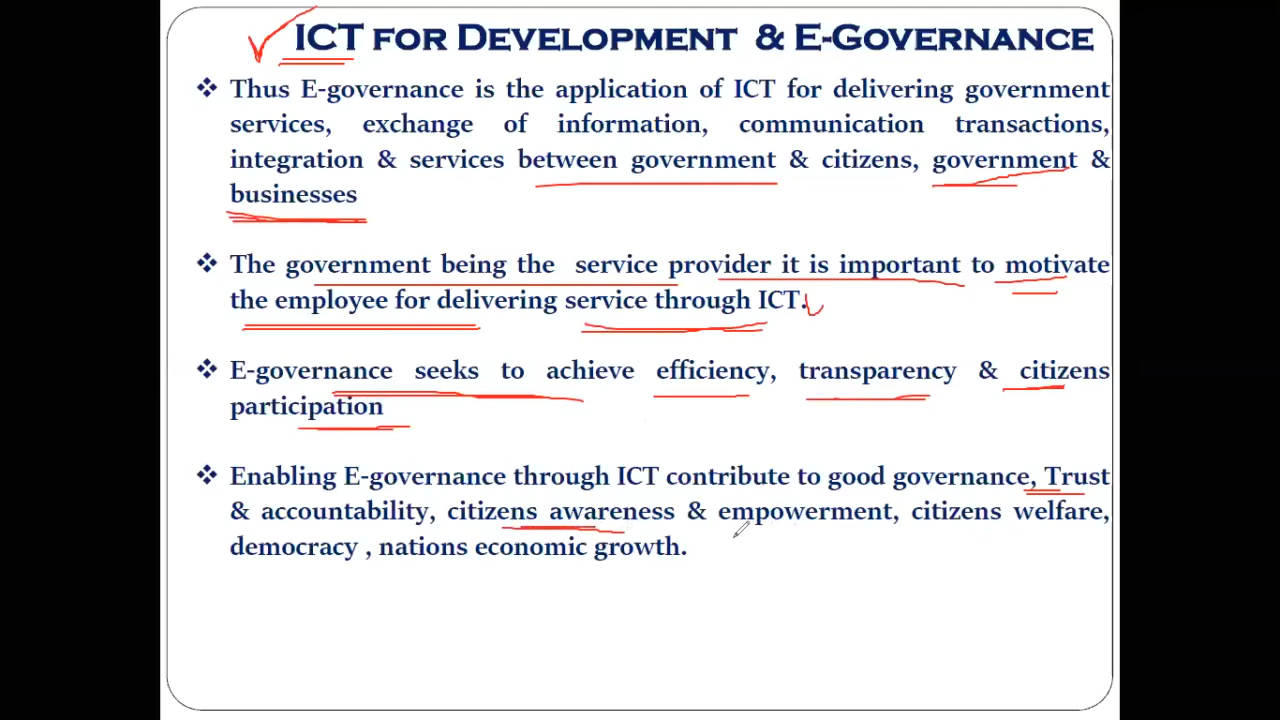 ICT FOR DEVELOPMENT & E-GOVERNANCE
Thus E-governance is the application of ICT for delivering government
services, exchange of information, communication transactions,
integration & services between government & citizens, government &
businesses
The government being the service provider it is important to motivate
the employee for delivering service through ICT.
E-governance seeks to achieve efficiency, transparency & citizens
participation
Enabling E-governance through ICT contribute to good governance, Trust
& accountability, citizens awareness & empowerment, citizens welfare,
democracy , nations economic growth.